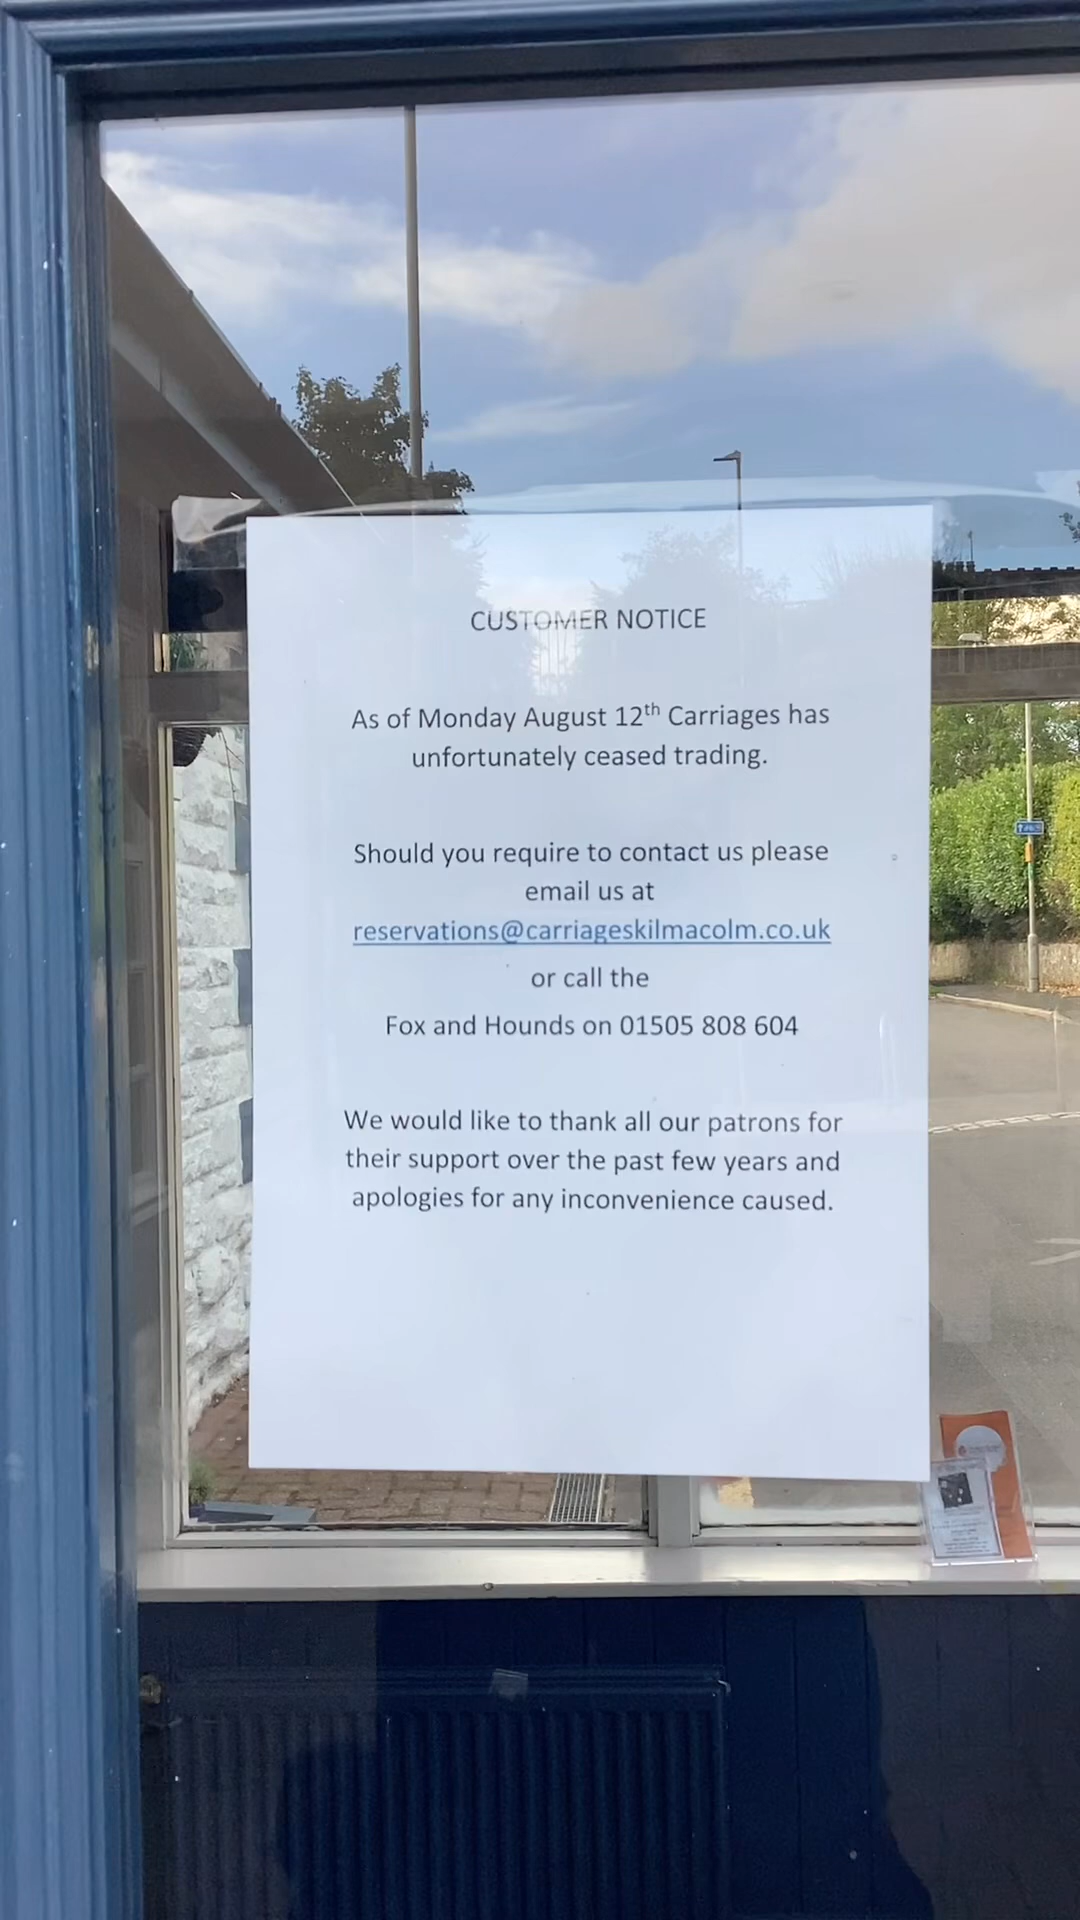 CUSTOMER NOTICE
As of Monday August 12th Carriages has
unfortunately ceased trading.
Should you require to contact us please
email us at
reservations@carriageskilmacolm.co.uk
or call the
Fox and Hounds on 01505 808 604
We would like to thank all our patrons for
their support over the past few years and
apologies for any inconvenience caused.